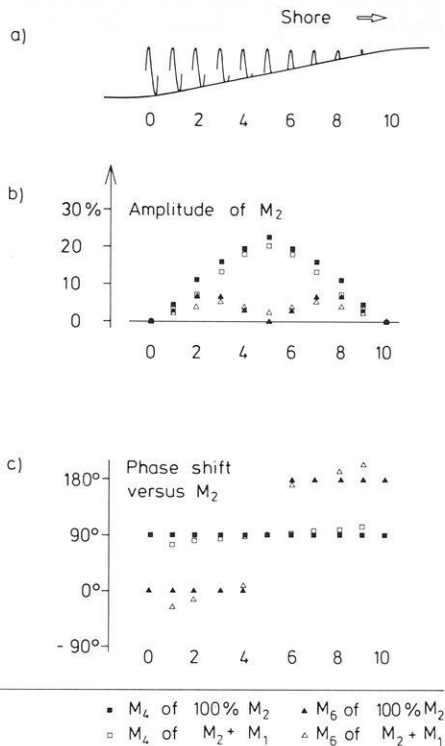 Shore
a)
0 2 4 6 8 10
b)
30% Amplitude of M2
20
10
0
0 2 4 6 8 10
c)
Phase shift
180° versus M2
90°
0°
-90°
0 2 4 6 8 10
■ M4 of 100% M2 ▲ M6 of 100% M2
□ M4 of M2 + M1 △ M6 of M2 + M1